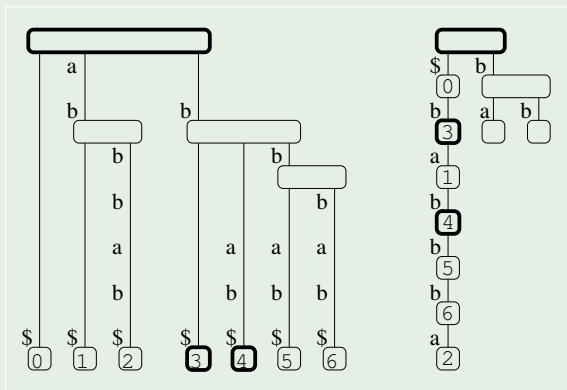 a $ b
0
b b b a b
b b 3
a
b 1
b b b
4
a a a a b
5
b b b b b
6
$ $ $ $ $ $ $ a
0 1 2 3 4 5 6 2